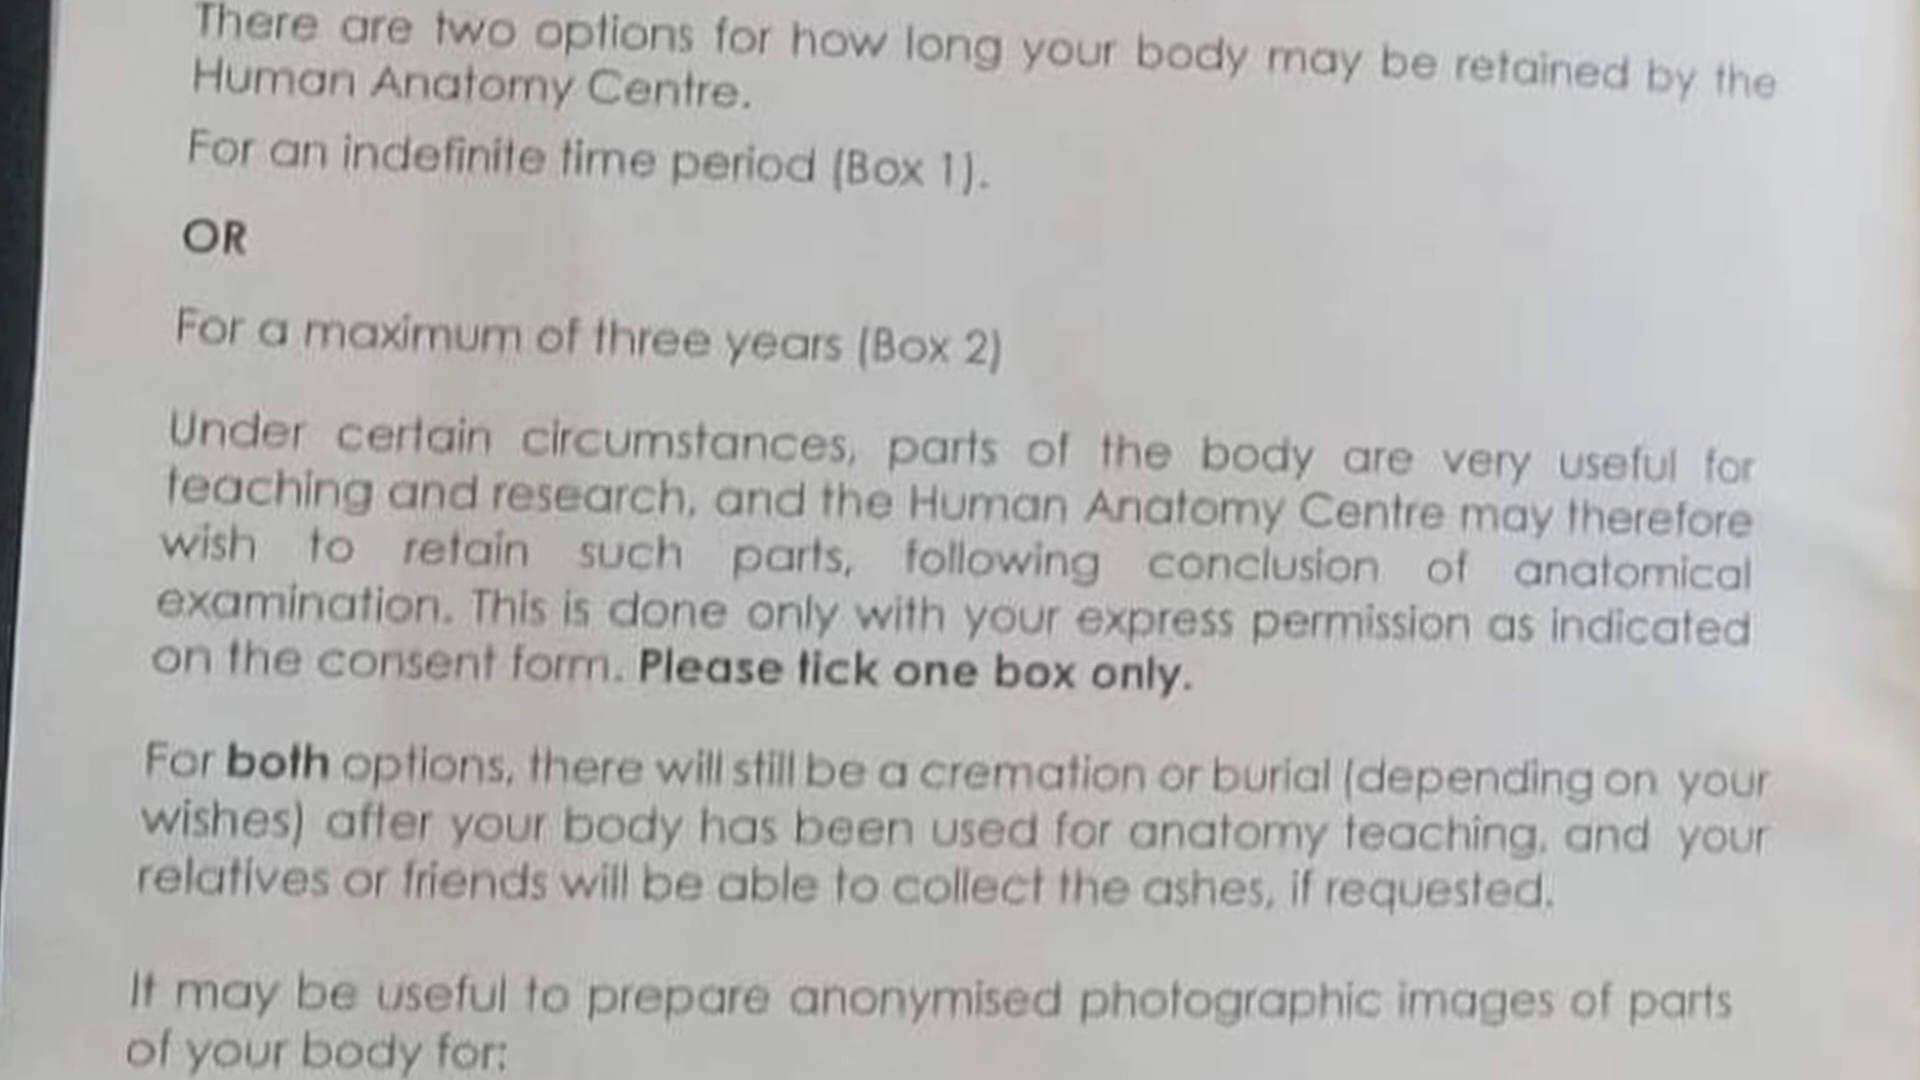 There are two options for how long your body may be retained by the
Human Anatomy Centre.
For an indefinite time period (Box 1).
OR
For a maximum of three years (Box 2)
Under certain circumstances, parts of the body are very useful for
teaching and research, and the Human Anatomy Centre may therefore
wish to retain such parts, following conclusion of anatomical
examination. This is done only with your express permission as indicated
on the consent form. Please tick one box only.
For both options, there will still be a cremation or burial (depending on your
wishes) after your body has been used for anatomy teaching, and your
relatives or friends will be able to collect the ashes, if requested.
It may be useful to prepare anonymised photographic images of parts
of your body for: